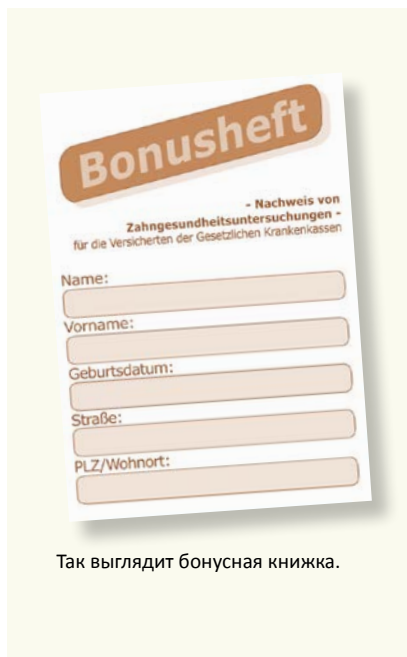 Bonusheft
- Nachweis von
Zahngesundheitsuntersuchungen -
für die Versicherten der Gesetzlichen Krankenkassen
Name:
Vorname:
Geburtsdatum:
Straße:
PLZ/Wohnort:
Так выглядит бонусная книжка.